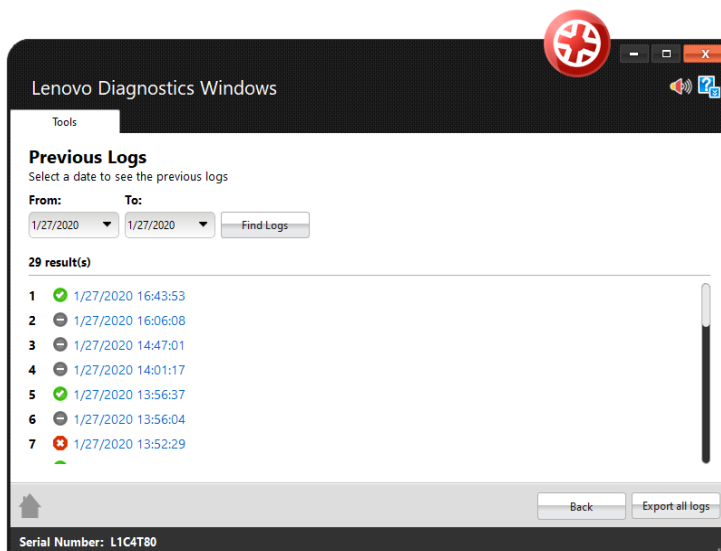 X
Lenovo Diagnostics Windows
Tools
Previous Logs
Select a date to see the previous logs
From: To:
1/27/2020 1/27/2020 Find Logs
29 result(s)
1 1/27/2020 16:43:53
2 1/27/2020 16:06:08
3 1/27/2020 14:47:01
4 1/27/2020 14:01:17
5 1/27/2020 13:56:37
6 1/27/2020 13:56:04
7 1/27/2020 13:52:29
Back Export all logs
Serial Number: L1C4T80